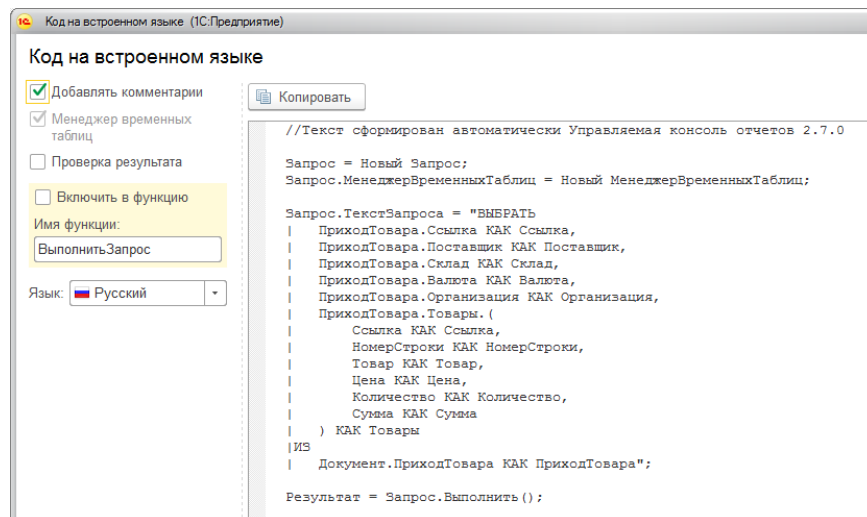 1С Код на встроенном языке (1С:Предприятие)
Код на встроенном языке
Добавлять комментарии
Менеджер временных
таблиц
Проверка результата
Включить в функцию
Имя функции:
ВыполнитьЗапрос
Язык: Русский
Копировать
//Текст сформирован автоматически Управляемая консоль отчетов 2.7.0
Запрос = Новый Запрос;
Запрос.МенеджерВременныхТаблиц = Новый МенеджерВременныхТаблиц;
Запрос.ТекстЗапроса = "ВЫБРАТЬ
|    ПриходТовара.Ссылка КАК Ссылка,
|    ПриходТовара.Поставщик КАК Поставщик,
|    ПриходТовара.Склад КАК Склад,
|    ПриходТовара.Валюта КАК Валюта,
|    ПриходТовара.Организация КАК Организация,
|    ПриходТовара.Товары.(
|        Ссылка КАК Ссылка,
|        НомерСтроки КАК НомерСтроки,
|        Товар КАК Товар,
|        Цена КАК Цена,
|        Количество КАК Количество,
|        Сумма КАК Сумма
|    ) КАК Товары
|ИЗ
|    Документ.ПриходТовара КАК ПриходТовара";
Результат = Запрос.Выполнить();